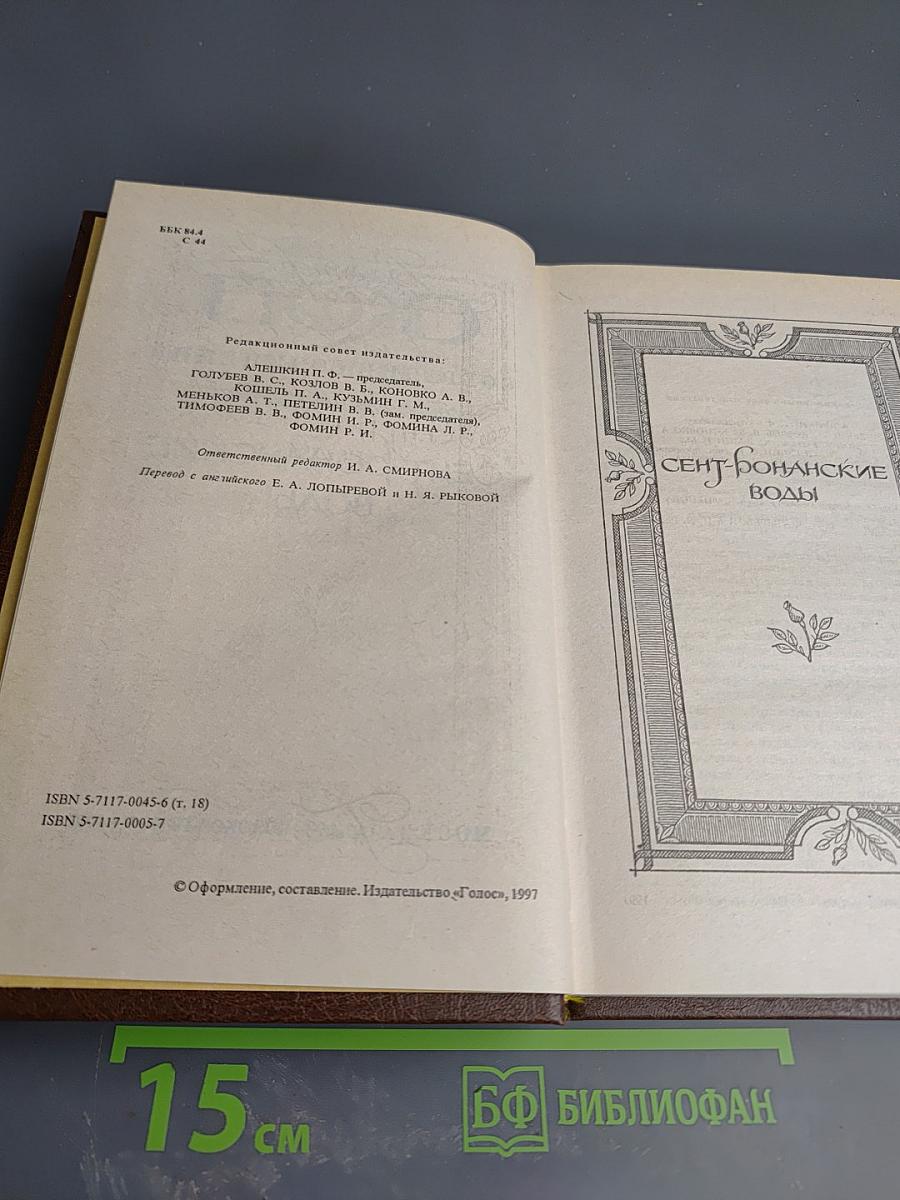 ББК 84.4
С 44
Редакционный совет издательства:
АЛЕШКИН П. Ф. — председатель,
ГОЛУБЕВ В. С., КОЗЛОВ В. Б., КОНОВКО А. В.,
КОШЕЛЬ П. А., КУЗЬМИН Г. М.,
МЕНЬКОВ А. Т., ПЕТЕЛИН В. В. (зам. председателя),
ТИМОФЕЕВ В. В., ФОМИН И. Р., ФОМИНА Л. Р.,
ФОМИН Р. И.
Ответственный редактор И. А. СМИРНОВА
Перевод с английского Е. А. ЛОПЫРЕВОЙ и Н. Я. РЫКОВОЙ
ISBN 5-7117-0045-6 (т. 18)
ISBN 5-7117-0005-7
© Оформление, составление. Издательство «Голос», 1997
СЕНТ-РОНАНСКИЕ
ВОДЫ
15 см
БФ БИБЛИОФАН